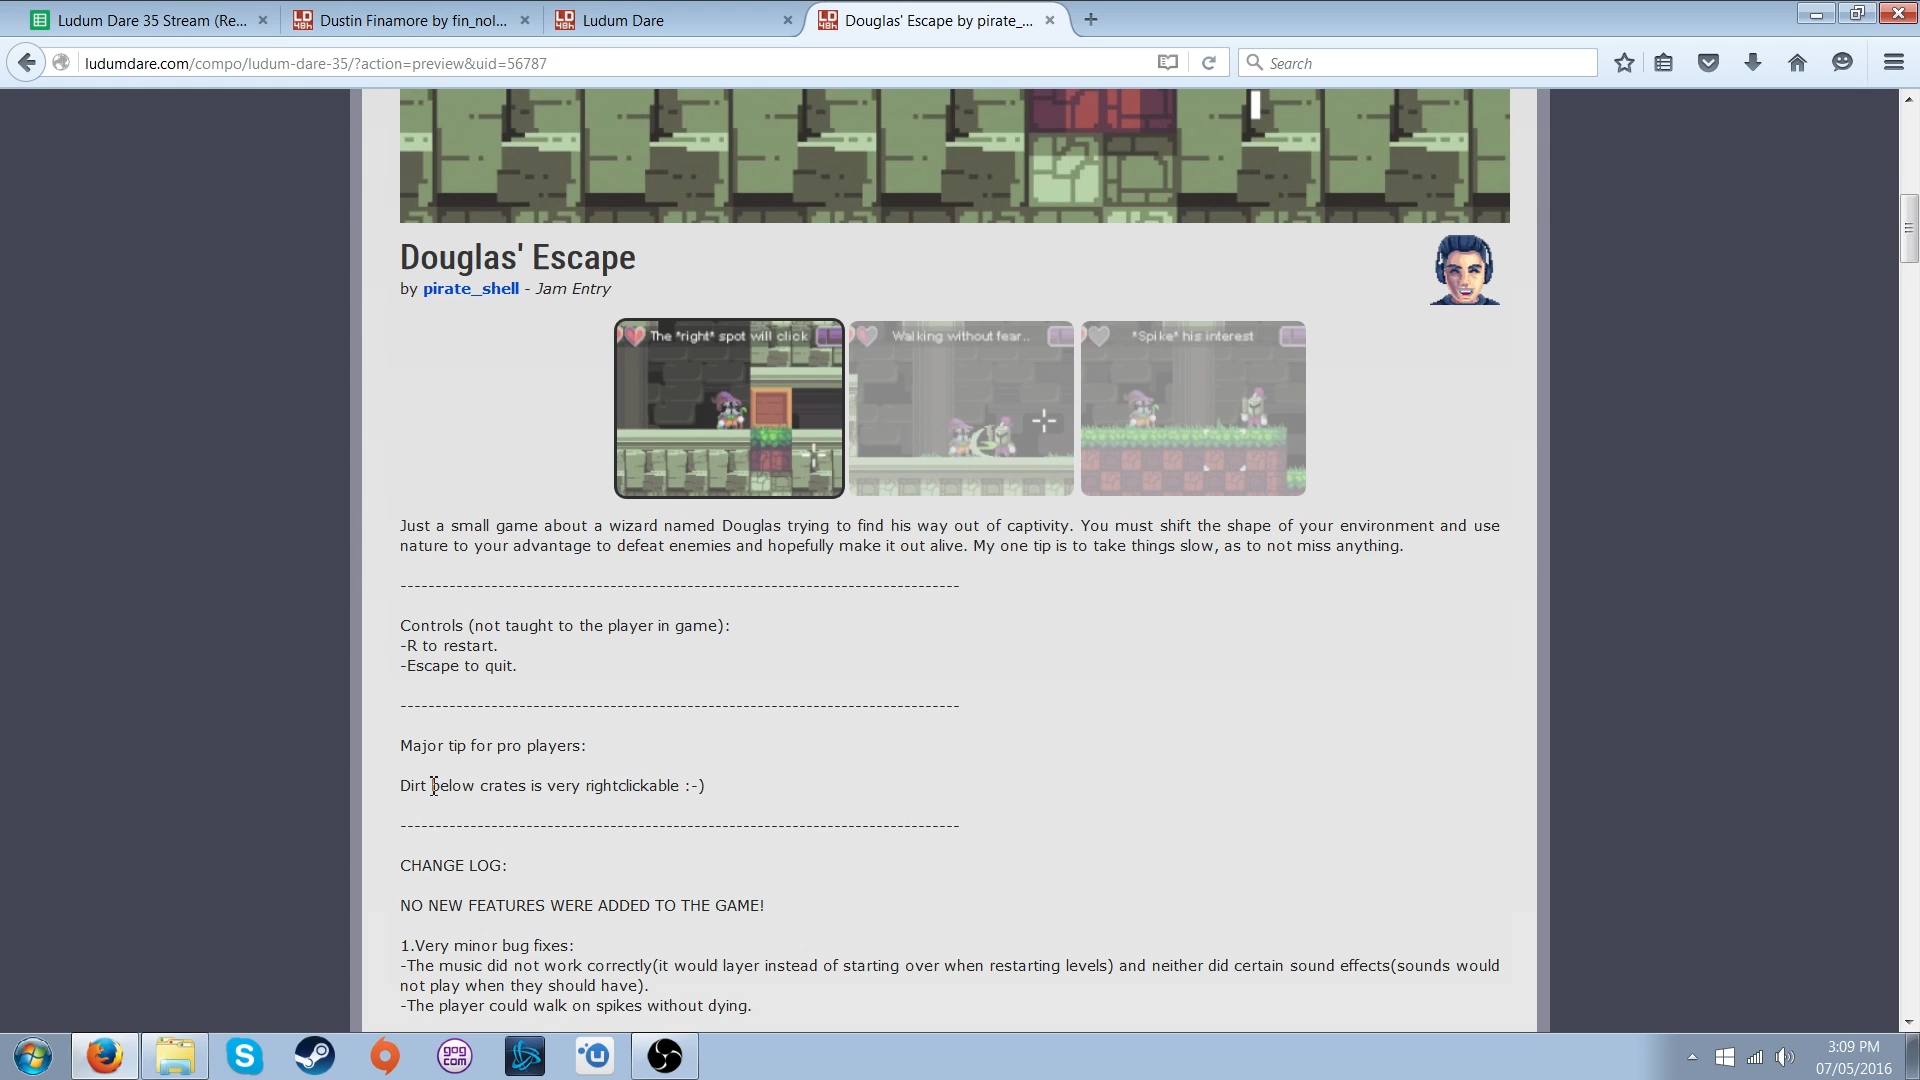 Ludum Dare 35 Stream (Re...
Dustin Finamore by fin_nol...
Ludum Dare
Douglas' Escape by pirate_...
ludumdare.com/compo/ludum-dare-35/?action=preview&uid=56787
Search
Douglas' Escape
by pirate_shell - Jam Entry
The *right* spot will click
Walking without fear..
*Spike* his interest
Just a small game about a wizard named Douglas trying to find his way out of captivity. You must shift the shape of your environment and use
nature to your advantage to defeat enemies and hopefully make it out alive. My one tip is to take things slow, as to not miss anything.
--------------------------------------------------------------------------------
Controls (not taught to the player in game):
-R to restart.
-Escape to quit.
--------------------------------------------------------------------------------
Major tip for pro players:
Dirt below crates is very rightclickable :-)
--------------------------------------------------------------------------------
CHANGE LOG:
NO NEW FEATURES WERE ADDED TO THE GAME!
1.Very minor bug fixes:
-The music did not work correctly(it would layer instead of starting over when restarting levels) and neither did certain sound effects(sounds would
not play when they should have).
-The player could walk on spikes without dying.
gog
com
3:09 PM
07/05/2016